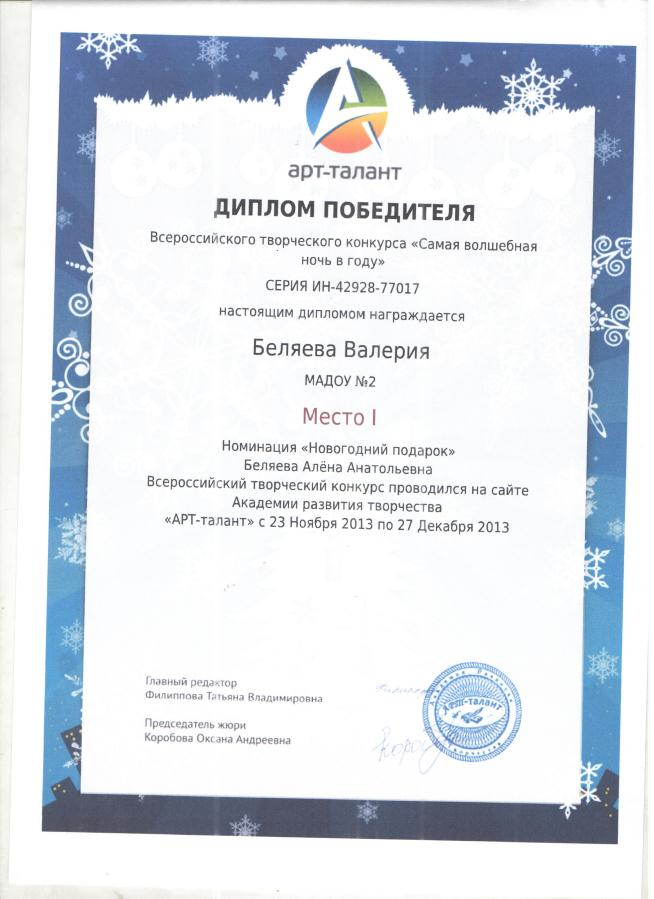 арт-талант
ДИПЛОМ ПОБЕДИТЕЛЯ
Всероссийского творческого конкурса «Самая волшебная
ночь в году»
СЕРИЯ ИН-42928-77017
настоящим дипломом награждается
Беляева Валерия
МАДОУ №2
Место I
Номинация «Новогодний подарок»
Беляева Алёна Анатольевна
Всероссийский творческий конкурс проводился на сайте
Академии развития творчества
«АРТ-талант» с 23 Ноября 2013 по 27 Декабря 2013
Главный редактор
Филиппова Татьяна Владимировна
Председатель жюри
Коробова Оксана Андреевна
АРТ-талант